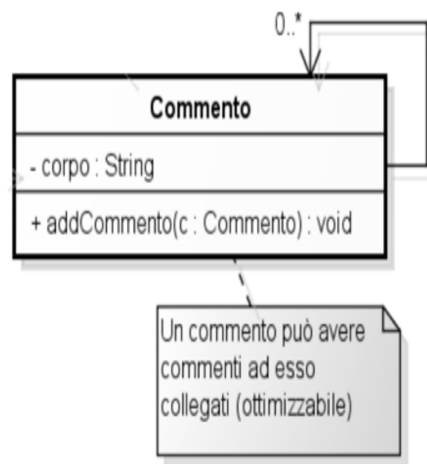 0..*
Commento
- corpo : String
+ addCommento(c : Commento) : void
Un commento può avere
commenti ad esso
collegati (ottimizzabile)